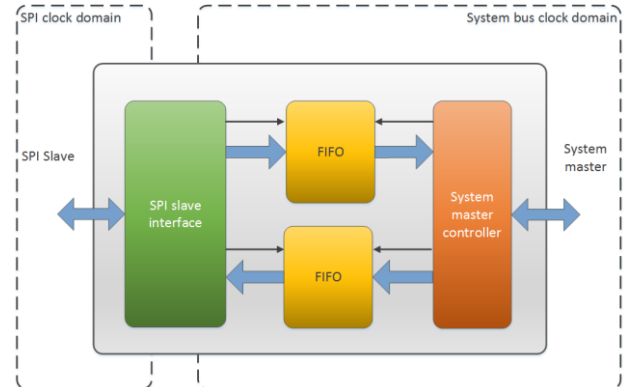 SPI clock domain
System bus clock domain
SPI Slave
SPI slave
interface
FIFO
FIFO
System
master
controller
System
master